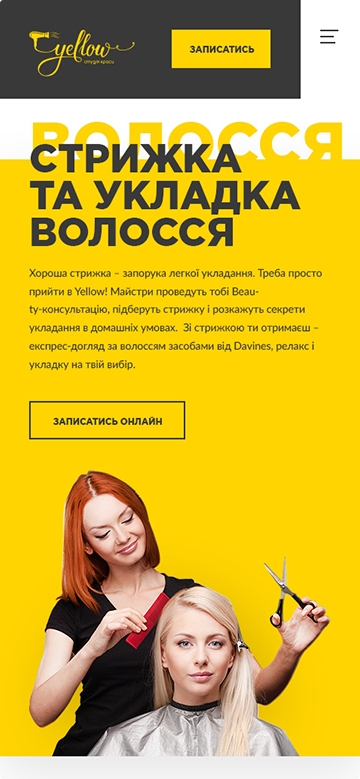 yellow
студія краси
ЗАПИСАТИСЬ
ВОЛОССЯ
СТРИЖКА
ТА УКЛАДКА
ВОЛОССЯ
Хороша стрижка – запорука легкої укладання. Треба просто
прийти в Yellow! Майстри проведуть тобі Beau-
ty-консультацію, підберуть стрижку і розкажуть секрети
укладання в домашніх умовах. Зі стрижкою ти отримаєш –
експрес-догляд за волоссям засобами від Davines, релакс і
укладку на твій вибір.
ЗАПИСАТИСЬ ОНЛАЙН